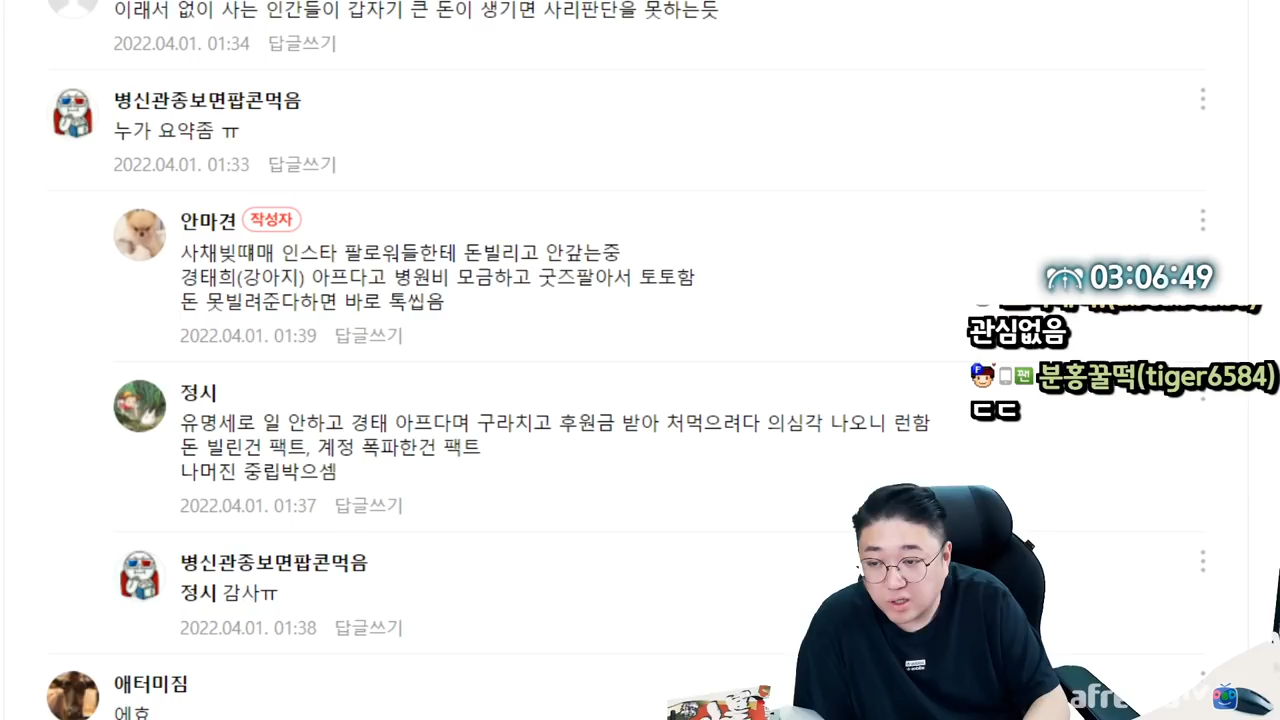 이래서 없이 사는 인간들이 갑자기 큰 돈이 생기면 사리판단을 못하는듯
2022.04.01. 01:34 답글쓰기
병신관종보면팝콘먹음
누가 요약좀 ㅠ
2022.04.01. 01:33 답글쓰기
안마견 작성자
사채빚때매 인스타 팔로워들한테 돈빌리고 안갚는중
경태희(강아지) 아프다고 병원비 모금하고 굿즈팔아서 토토함
돈 못빌려준다하면 바로 톡씹음
2022.04.01. 01:39 답글쓰기
정시
유명세로 일 안하고 경태 아프다며 구라치고 후원금 받아 처먹으려다 의심각 나오니 런함
돈 빌린건 팩트, 계정 폭파한건 팩트
나머진 중립박으셈
2022.04.01. 01:37 답글쓰기
병신관종보면팝콘먹음
정시 감사ㅠ
2022.04.01. 01:38 답글쓰기
애터미짐
에휴
03:06:49
관심없음
F 팬 분홍꿀떡(tiger6584)
ㄷㄷ